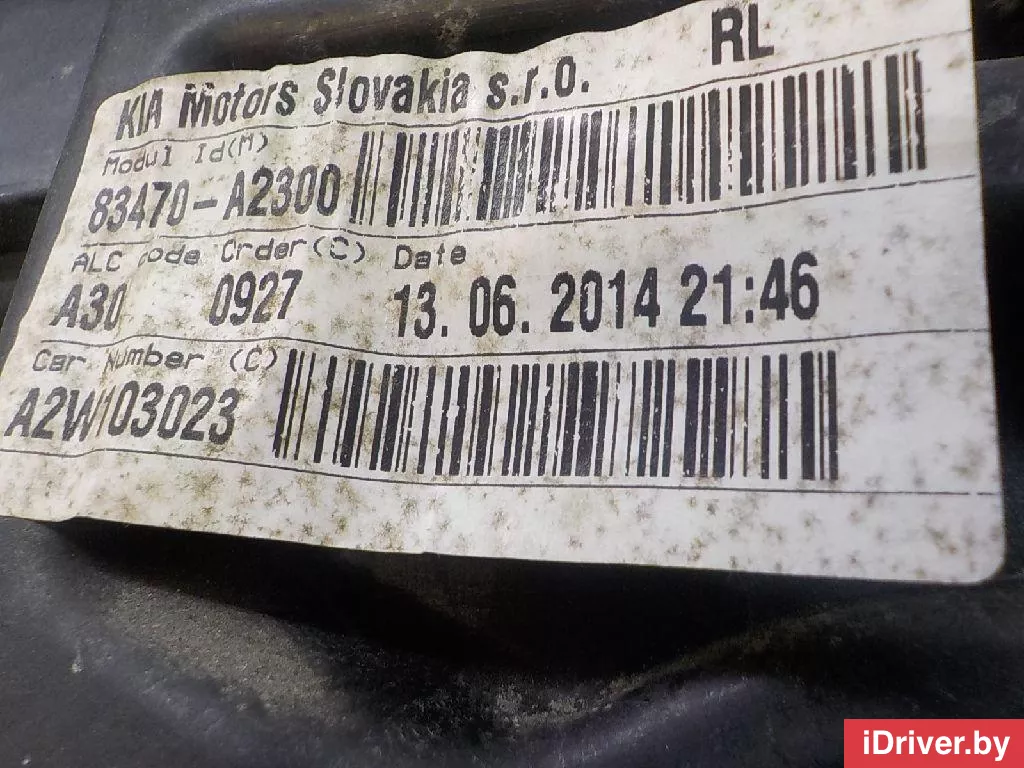 KIA Motors Slovakia s.r.o. RL
Modul Id(M)
83470-A2300
ALC code Order(C) Date
A30 0927 13. 06. 2014 21:46
Car Number (C)
A2W103023
iDriver.by